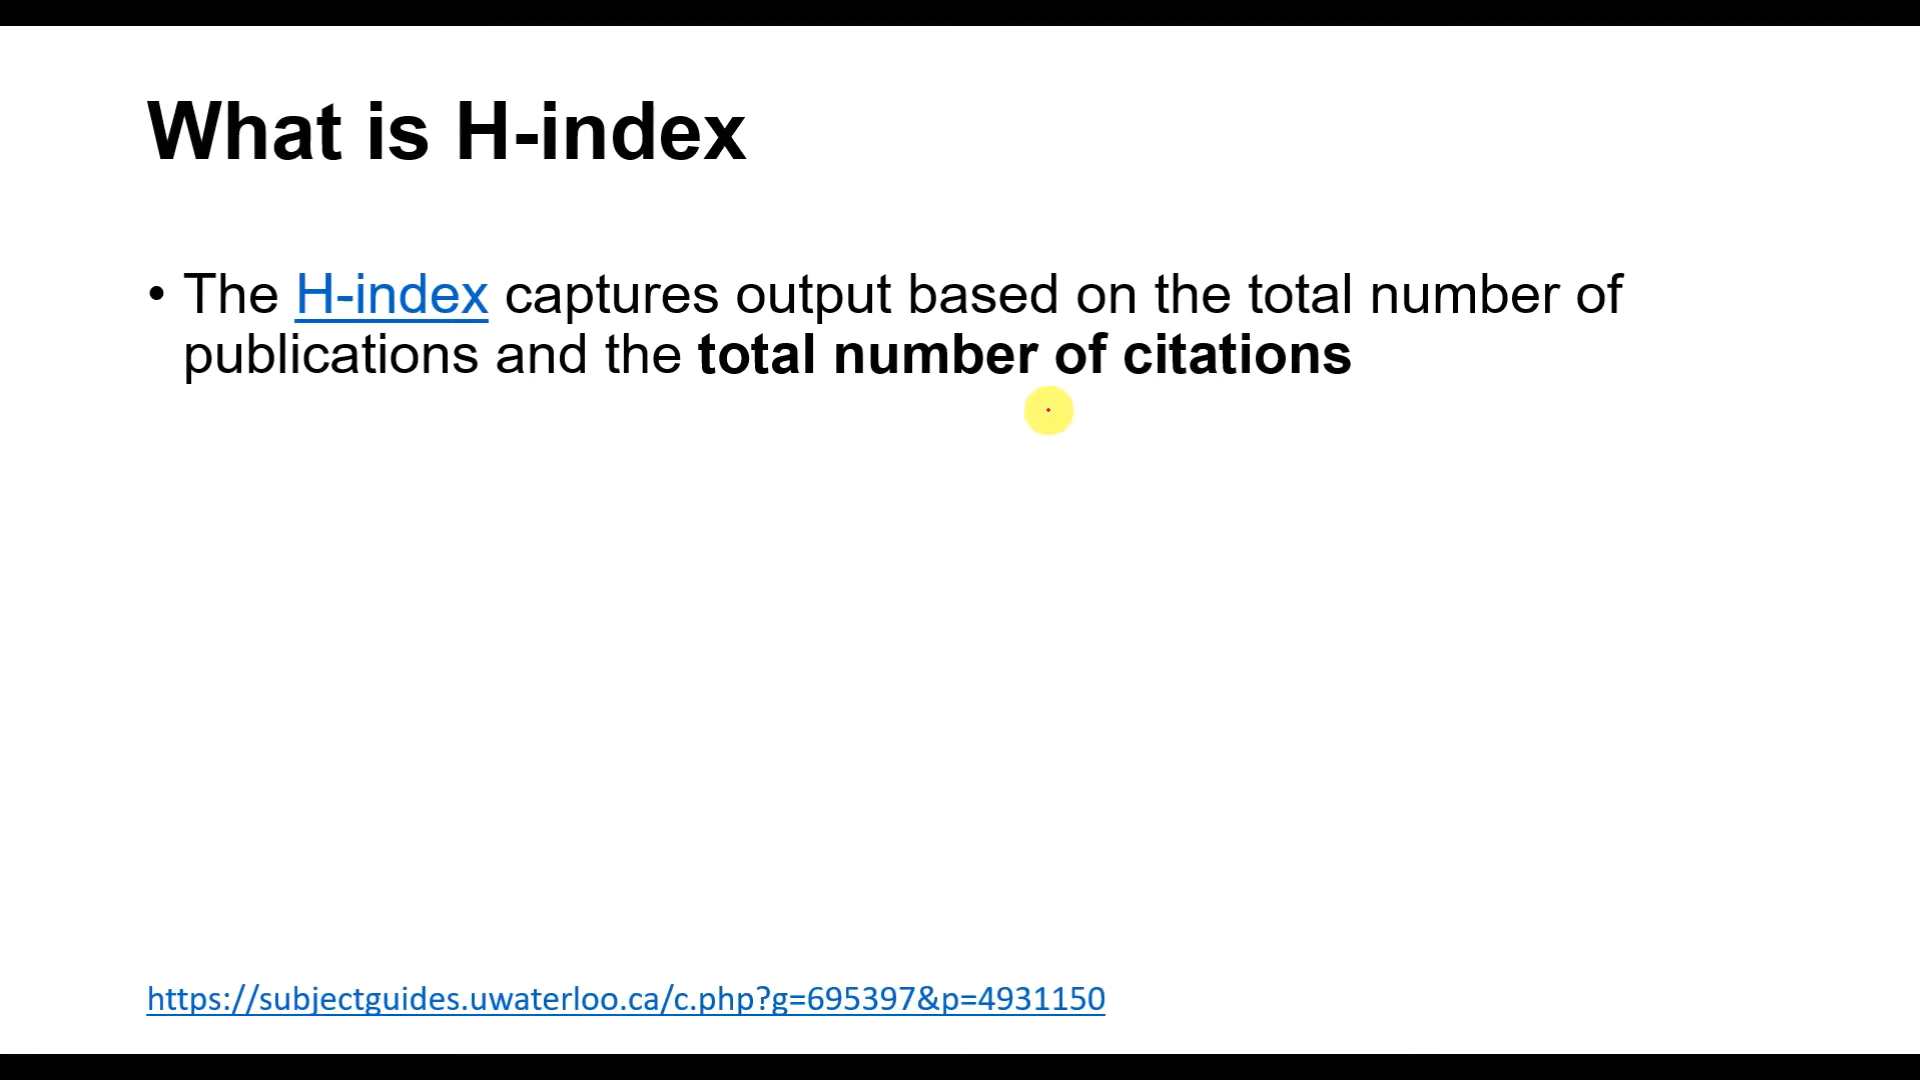 What is H-index
• The H-index captures output based on the total number of
publications and the total number of citations
https://subjectguides.uwaterloo.ca/c.php?g=695397&p=4931150